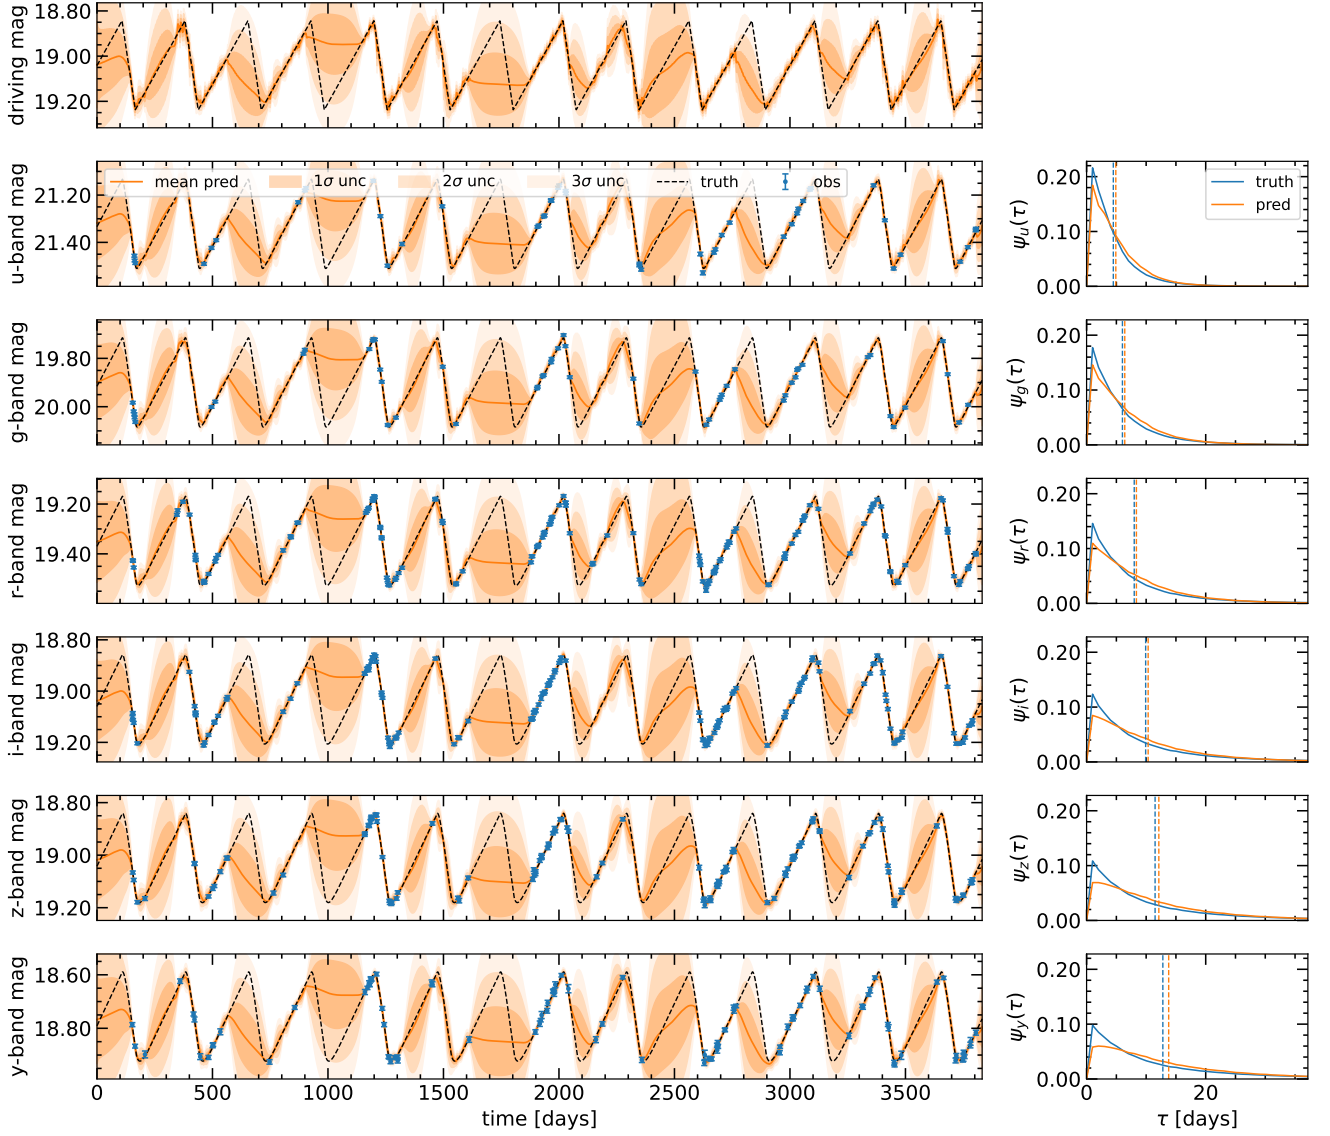 driving mag
18.80
19.00
19.20
u-band mag
21.20
21.40
mean pred 1σ unc 2σ unc 3σ unc truth obs
ψu(τ)
0.20
0.10
0.00
truth
pred
g-band mag
19.80
20.00
ψg(τ)
0.20
0.10
0.00
r-band mag
19.20
19.40
ψr(τ)
0.20
0.10
0.00
i-band mag
18.80
19.00
19.20
ψi(τ)
0.20
0.10
0.00
z-band mag
18.80
19.00
19.20
ψz(τ)
0.20
0.10
0.00
y-band mag
18.60
18.80
ψy(τ)
0.20
0.10
0.00
0 500 1000 1500 2000 2500 3000 3500
time [days]
0 20
τ [days]